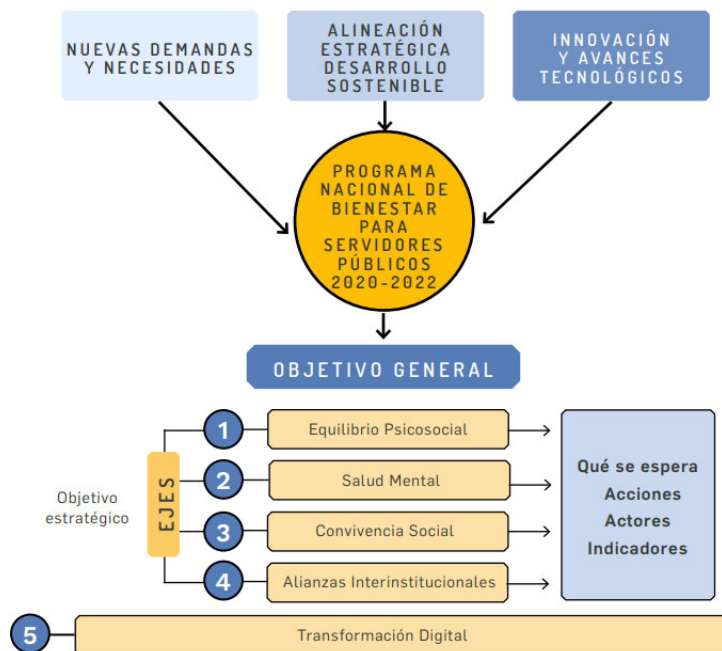 NUEVAS DEMANDAS
Y NECESIDADES
ALINEACIÓN
ESTRATÉGICA
DESARROLLO
SOSTENIBLE
INNOVACIÓN
Y AVANCES
TECNOLÓGICOS
PROGRAMA
NACIONAL DE
BIENESTAR
PARA
SERVIDORES
PÚBLICOS
2020-2022
OBJETIVO GENERAL
Objetivo
estratégico
EJES
1
Equilibrio Psicosocial
2
Salud Mental
3
Convivencia Social
4
Alianzas Interinstitucionales
Qué se espera
Acciones
Actores
Indicadores
5
Transformación Digital